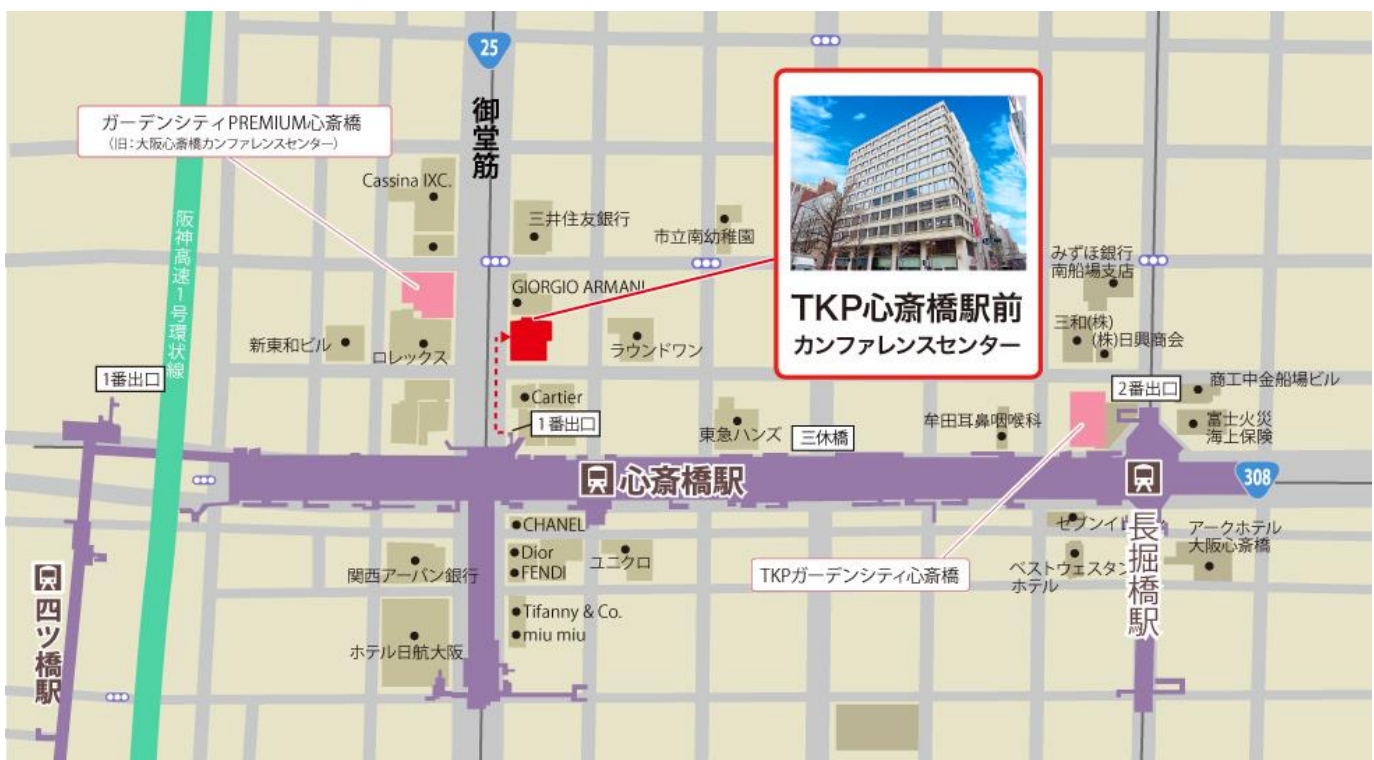 25
御堂筋
ガーデンシティPREMIUM心斎橋
(旧:大阪心斎橋カンファレンスセンター)
Cassina IXC.
三井住友銀行
市立南幼稚園
阪神高速1号環状線
みずほ銀行
南船場支店
GIORGIO ARMANI
TKP心斎橋駅前
カンファレンスセンター
三和(株)
(株)日興商会
新東和ビル
ロレックス
ラウンドワン
1番出口
2番出口
商工中金船場ビル
Cartier
1番出口
東急ハンズ
三休橋
牟田耳鼻咽喉科
富士火災
海上保険
心斎橋駅
308
CHANEL
セブンイ
アークホテル
大阪心斎橋
長堀橋駅
Dior
FENDI
ユニクロ
関西アーバン銀行
TKPガーデンシティ心斎橋
ベストウェスタン
ホテル
四ツ橋駅
Tifanny & Co.
miu miu
ホテル日航大阪